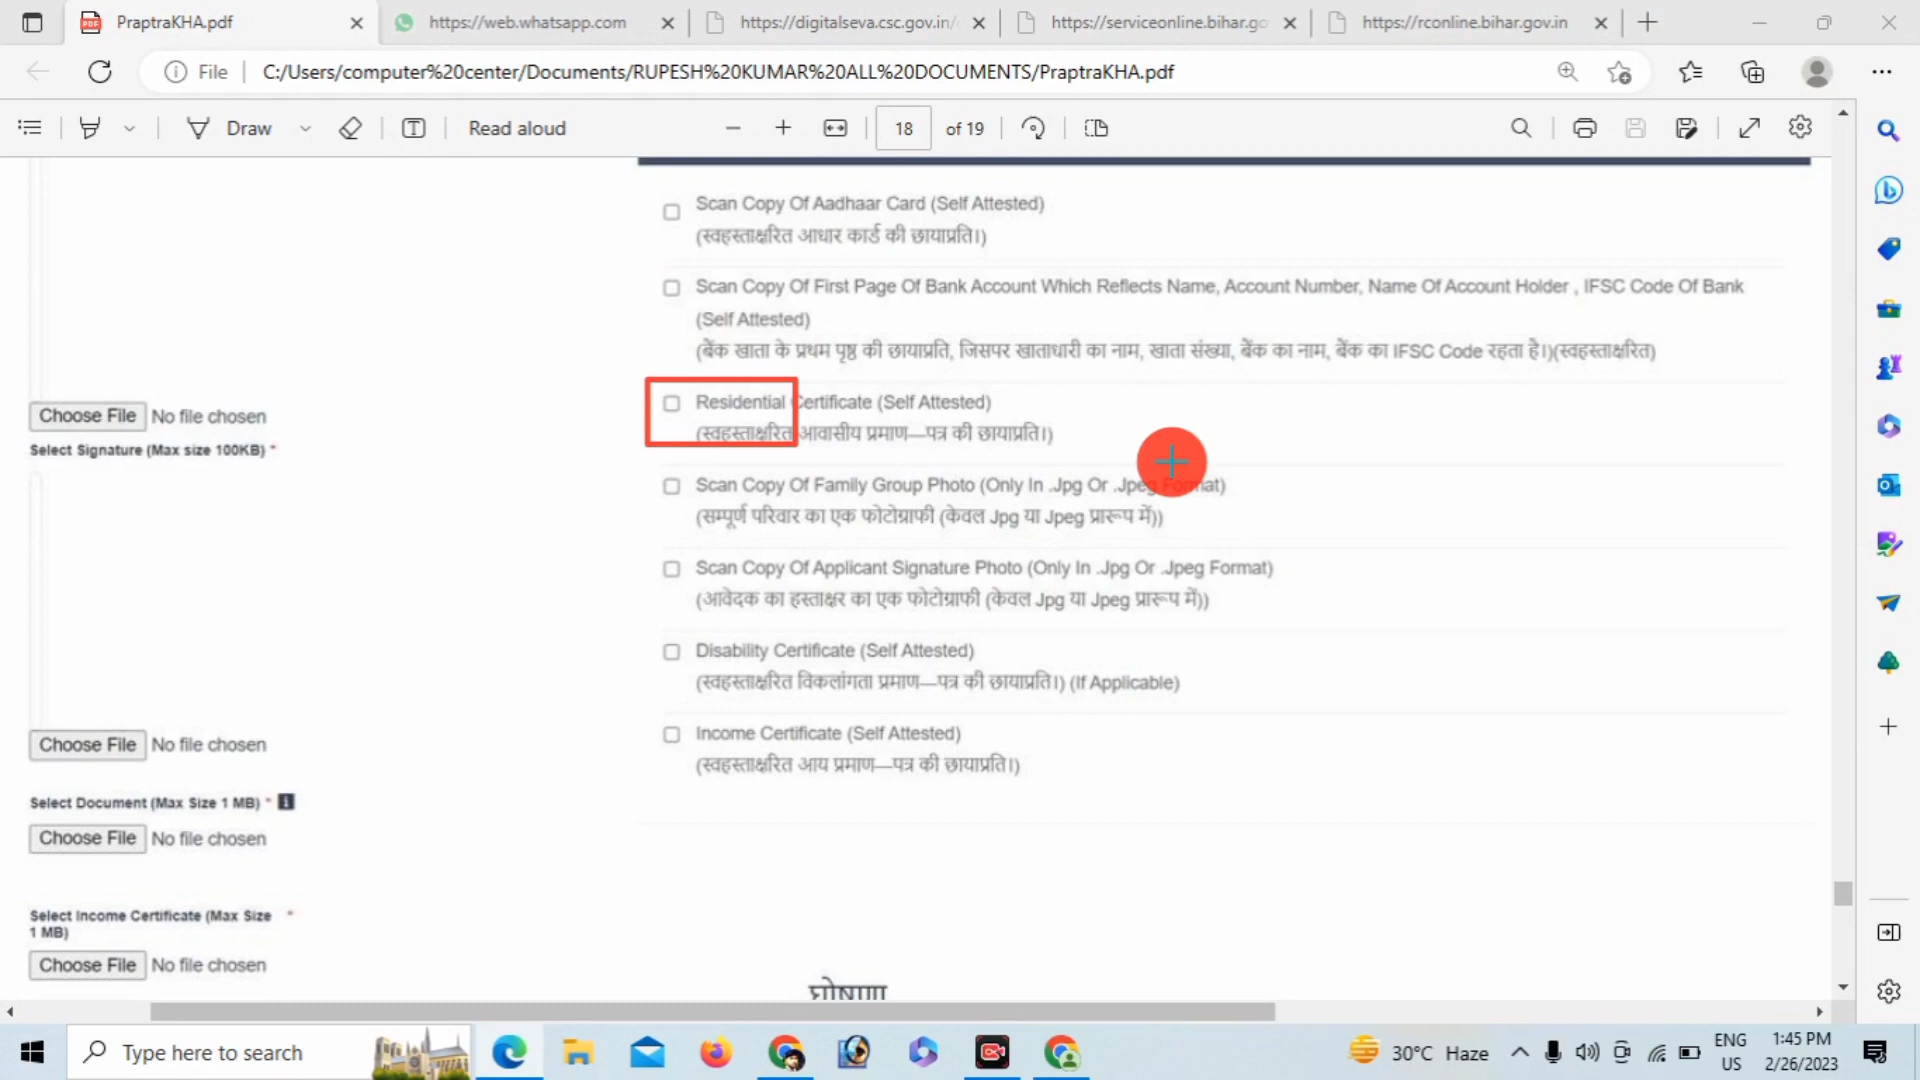 PraptraKHA.pdf
https://web.whatsapp.com
https://digitalseva.csc.gov.in/
https://serviceonline.bihar.go
https://rconline.bihar.gov.in
File
C:/Users/computer%20center/Documents/RUPESH%20KUMAR%20ALL%20DOCUMENTS/PraptraKHA.pdf
Draw
Read aloud
18 of 19
Scan Copy Of Aadhaar Card (Self Attested)
(स्वहस्ताक्षरित आधार कार्ड की छायाप्रति।)
Scan Copy Of First Page Of Bank Account Which Reflects Name, Account Number, Name Of Account Holder , IFSC Code Of Bank
(Self Attested)
(बैंक खाता के प्रथम पृष्ठ की छायाप्रति, जिसपर खाताधारी का नाम, खाता संख्या, बैंक का नाम, बैंक का IFSC Code रहता है।)(स्वहस्ताक्षरित)
Residential Certificate (Self Attested)
(स्वहस्ताक्षरित आवासीय प्रमाण—पत्र की छायाप्रति।)
Scan Copy Of Family Group Photo (Only In .Jpg Or .Jpeg Format)
(सम्पूर्ण परिवार का एक फोटोग्राफी (केवल Jpg या Jpeg प्रारूप में))
Scan Copy Of Applicant Signature Photo (Only In .Jpg Or .Jpeg Format)
(आवेदक का हस्ताक्षर का एक फोटोग्राफी (केवल Jpg या Jpeg प्रारूप में))
Disability Certificate (Self Attested)
(स्वहस्ताक्षरित विकलांगता प्रमाण—पत्र की छायाप्रति।) (If Applicable)
Income Certificate (Self Attested)
(स्वहस्ताक्षरित आय प्रमाण—पत्र की छायाप्रति।)
Choose File No file chosen
Select Signature (Max size 100KB) *
Choose File No file chosen
Select Document (Max Size 1 MB) *
Choose File No file chosen
Select Income Certificate (Max Size *
1 MB)
Choose File No file chosen
घोषणा
Type here to search
30°C Haze
ENG
US
1:45 PM
2/26/2023